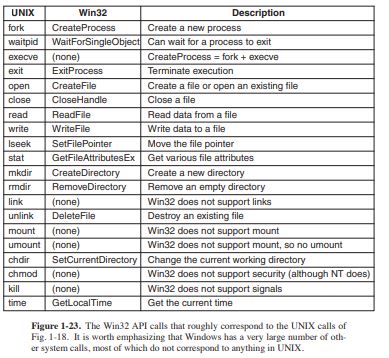 UNIX Win32 Description
fork CreateProcess Create a new process
waitpid WaitForSingleObject Can wait for a process to exit
execve (none) CreateProcess = fork + execve
exit ExitProcess Terminate execution
open CreateFile Create a file or open an existing file
close CloseHandle Close a file
read ReadFile Read data from a file
write WriteFile Write data to a file
lseek SetFilePointer Move the file pointer
stat GetFileAttributesEx Get various file attributes
mkdir CreateDirectory Create a new directory
rmdir RemoveDirectory Remove an empty directory
link (none) Win32 does not support links
unlink DeleteFile Destroy an existing file
mount (none) Win32 does not support mount
umount (none) Win32 does not support mount, so no umount
chdir SetCurrentDirectory Change the current working directory
chmod (none) Win32 does not support security (although NT does)
kill (none) Win32 does not support signals
time GetLocalTime Get the current time
Figure 1-23. The Win32 API calls that roughly correspond to the UNIX calls of
Fig. 1-18. It is worth emphasizing that Windows has a very large number of oth-
er system calls, most of which do not correspond to anything in UNIX.